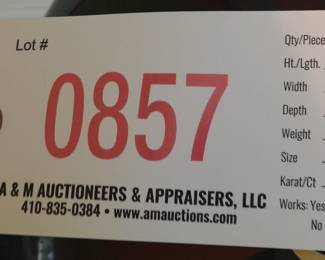 Lot #
0857
A & M AUCTIONEERS & APPRAISERS, LLC
410-835-0384 • www.amauctions.com
Qty/Piece
Ht./Lgth.
Width
Depth
Weight
Size
Karat/Ct
Works: Yes
No